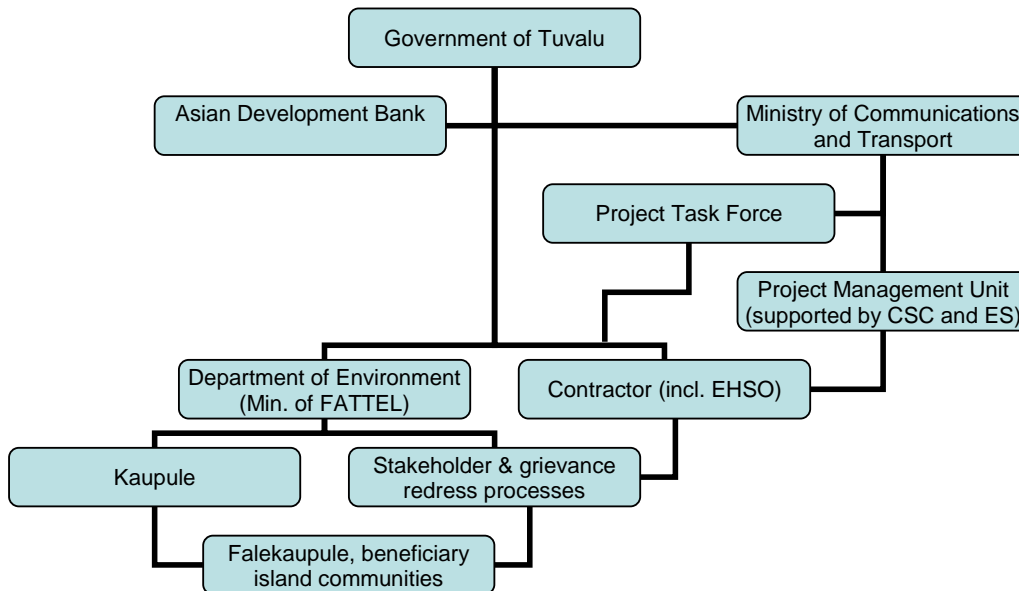 Government of Tuvalu
Asian Development Bank
Ministry of Communications
and Transport
Project Task Force
Project Management Unit
(supported by CSC and ES)
Department of Environment
(Min. of FATTEL)
Contractor (incl. EHSO)
Kaupule
Stakeholder & grievance
redress processes
Falekaupule, beneficiary
island communities